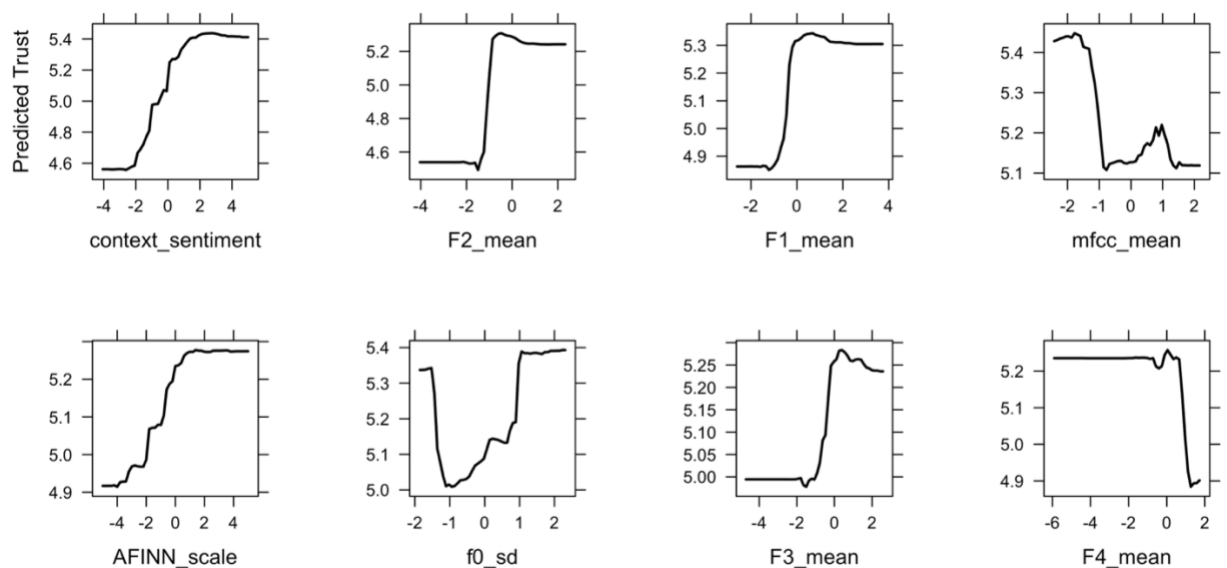 Predicted Trust
5.4
5.2
5.0
4.8
4.6
-4 -2 0 2 4
context_sentiment
5.2
5.0
4.8
4.6
-4 -2 0 2
F2_mean
5.3
5.2
5.1
5.0
4.9
-2 0 2 4
F1_mean
5.4
5.3
5.2
5.1
-2 -1 0 1 2
mfcc_mean
5.2
5.1
5.0
4.9
-4 -2 0 2 4
AFINN_scale
5.4
5.3
5.2
5.1
5.0
-2 -1 0 1 2
f0_sd
5.25
5.20
5.15
5.10
5.05
5.00
-4 -2 0 2
F3_mean
5.2
5.1
5.0
4.9
-6 -4 -2 0 2
F4_mean